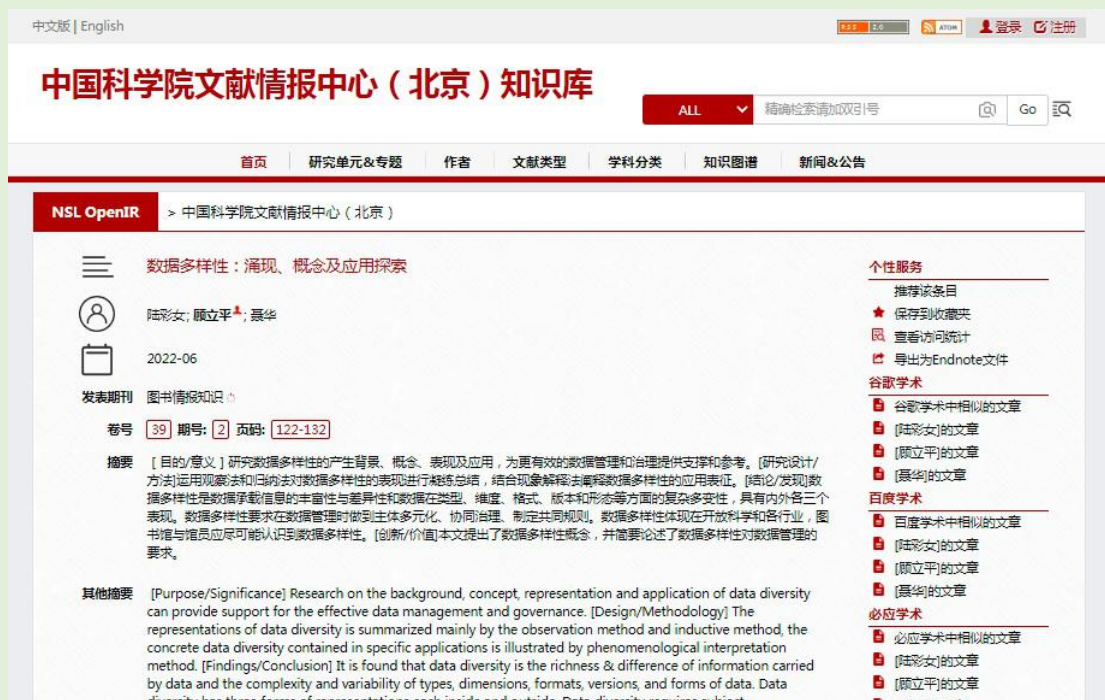 中文版 | English
RSS 2.0
ATOM
登录 注册
中国科学院文献情报中心（北京）知识库
ALL 精确检索请加双引号 Go
首页 研究单元&专题 作者 文献类型 学科分类 知识图谱 新闻&公告
NSL OpenIR > 中国科学院文献情报中心（北京）
数据多样性：涌现、概念及应用探索
陆彩女; 顾立平; 聂华
2022-06
发表期刊 图书情报知识
卷号 39 期号: 2 页码: 122-132
摘要 [ 目的/意义 ] 研究数据多样性的产生背景、概念、表现及应用，为更有效的数据管理和治理提供支撑和参考。[研究设计/
方法]运用观察法和归纳法对数据多样性的表现进行凝练总结，结合现象解释法阐释数据多样性的应用表征。[结论/发现]数
据多样性是数据承载信息的丰富性与差异性和数据在类型、维度、格式、版本和形态等方面的复杂多变性，具有内外各三个
表现。数据多样性要求在数据管理时做到主体多元化、协同治理、制定共同规则。数据多样性体现在开放科学和各行业，图
书馆与馆员应尽可能认识到数据多样性。[创新/价值]本文提出了数据多样性概念，并简要论述了数据多样性对数据管理的
要求。
其他摘要 [Purpose/Significance] Research on the background, concept, representation and application of data diversity
can provide support for the effective data management and governance. [Design/Methodology] The
representations of data diversity is summarized mainly by the observation method and inductive method, the
concrete data diversity contained in specific applications is illustrated by phenomenological interpretation
method. [Findings/Conclusion] It is found that data diversity is the richness & difference of information carried
by data and the complexity and variability of types, dimensions, formats, versions, and forms of data. Data
diversity has three forms of representations each inside and outside. Data diversity requires subject
个性服务
推荐该条目
保存到收藏夹
查看访问统计
导出为Endnote文件
谷歌学术
谷歌学术中相似的文章
[陆彩女]的文章
[顾立平]的文章
[聂华]的文章
百度学术
百度学术中相似的文章
[陆彩女]的文章
[顾立平]的文章
[聂华]的文章
必应学术
必应学术中相似的文章
[陆彩女]的文章
[顾立平]的文章